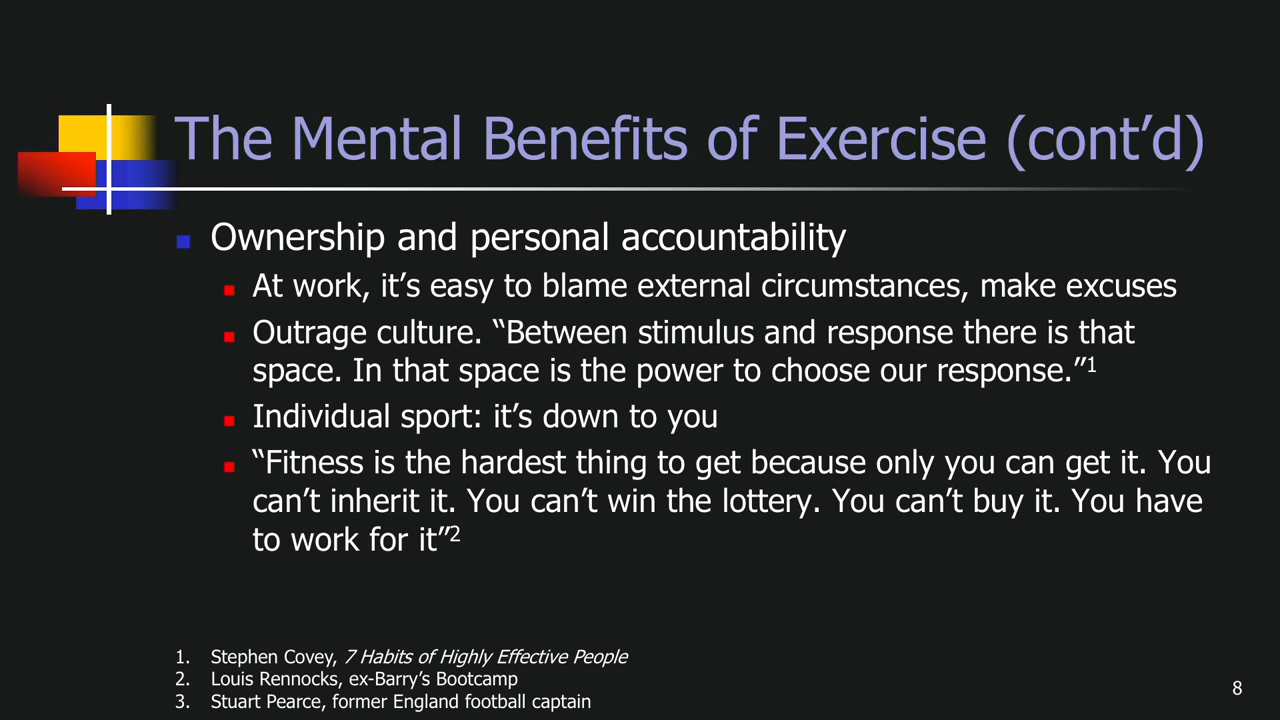 The Mental Benefits of Exercise (cont’d)
Ownership and personal accountability
At work, it’s easy to blame external circumstances, make excuses
Outrage culture. “Between stimulus and response there is that
space. In that space is the power to choose our response.”1
Individual sport: it’s down to you
“Fitness is the hardest thing to get because only you can get it. You
can’t inherit it. You can’t win the lottery. You can’t buy it. You have
to work for it”2
1. Stephen Covey, 7 Habits of Highly Effective People
2. Louis Rennocks, ex-Barry’s Bootcamp
3. Stuart Pearce, former England football captain
8